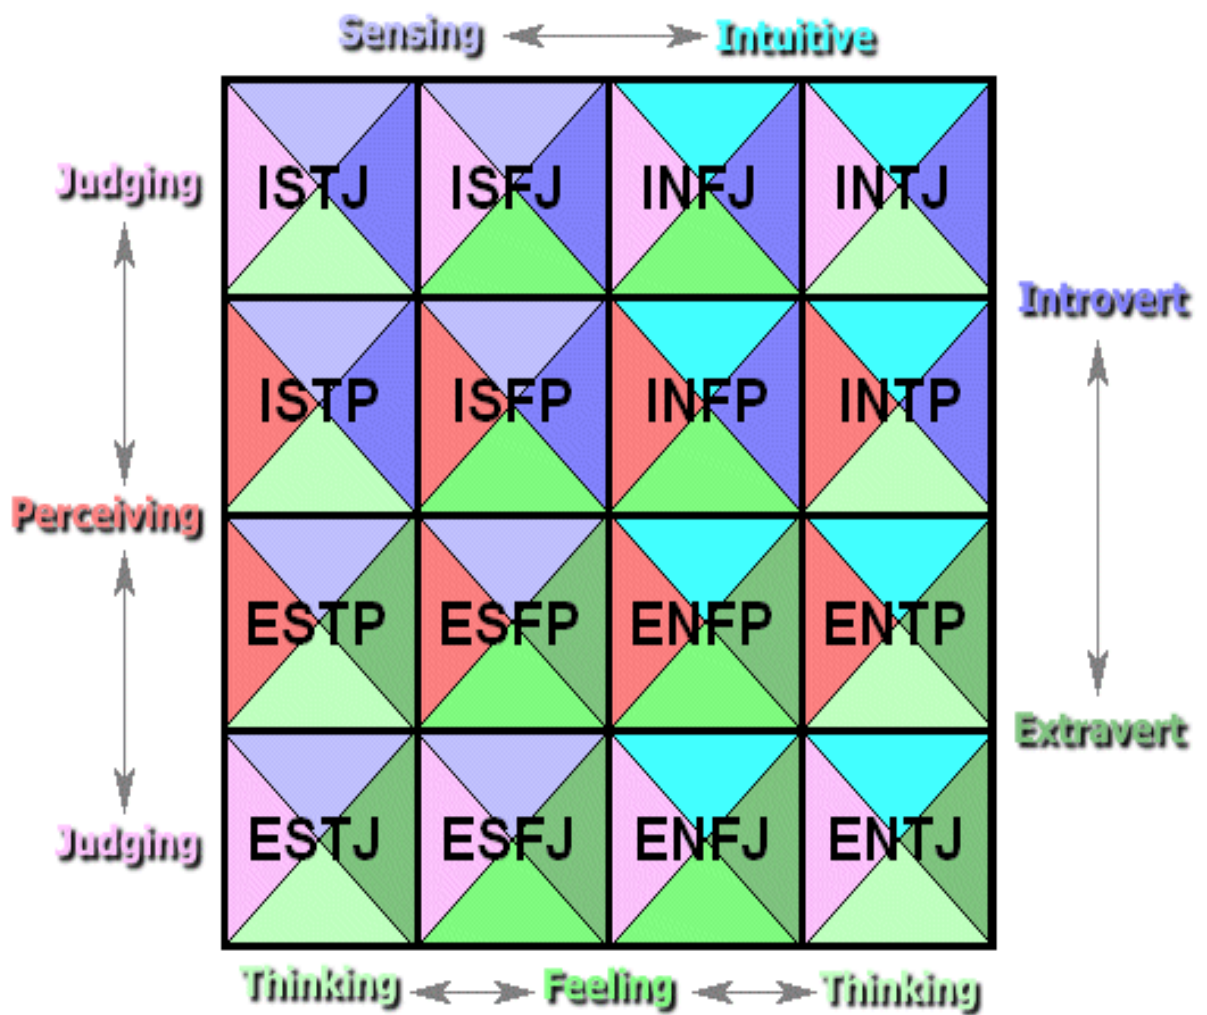 Sensing Intuitive
Judging
ISTJ ISFJ INFJ INTJ
Introvert
ISTP ISFP INFP INTP
Perceiving
ESTP ESFP ENFP ENTP
Extravert
Judging
ESTJ ESFJ ENFJ ENTJ
Thinking Feeling Thinking